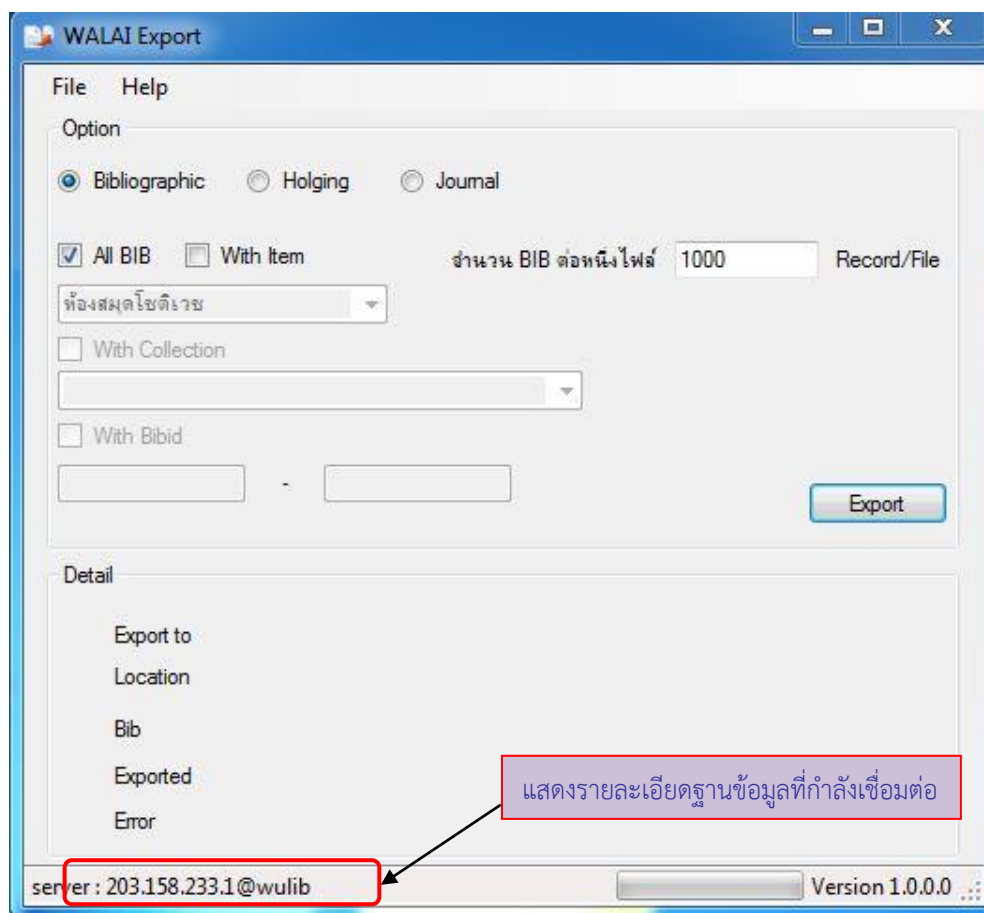 WALAI Export
File Help
Option
Bibliographic Holging Journal
All BIB With Item จำนวน BIB ต่อหนึ่งไฟล์ 1000 Record/File
ห้องสมุดโชติเวช
With Collection
With Bibid
-
Export
Detail
Export to
Location
Bib
Exported
แสดงรายละเอียดฐานข้อมูลที่กำลังเชื่อมต่อ
Error
server : 203.158.233.1@wulib Version 1.0.0.0